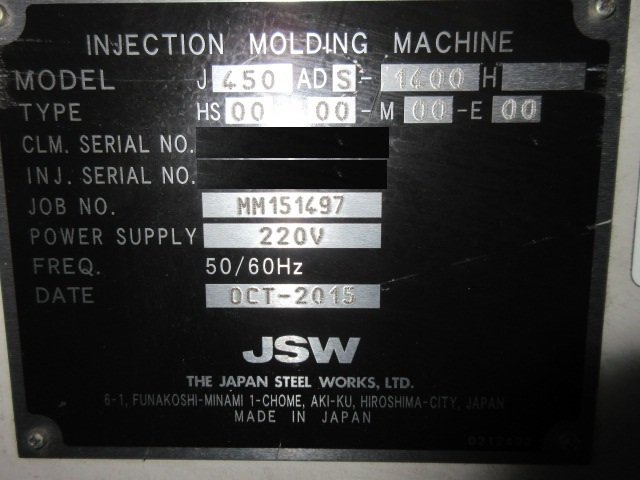 INJECTION MOLDING MACHINE
MODEL J 450 AD S - 1400 H
TYPE HS 00 00 - M 00 - E 00
CLM. SERIAL NO.
INJ. SERIAL NO.
JOB NO. MM151497
POWER SUPPLY 220V
FREQ. 50/60Hz
DATE OCT-2015
JSW
THE JAPAN STEEL WORKS, LTD.
6-1, FUNAKOSHI-MINAMI 1-CHOME, AKI-KU, HIROSHIMA-CITY, JAPAN
MADE IN JAPAN